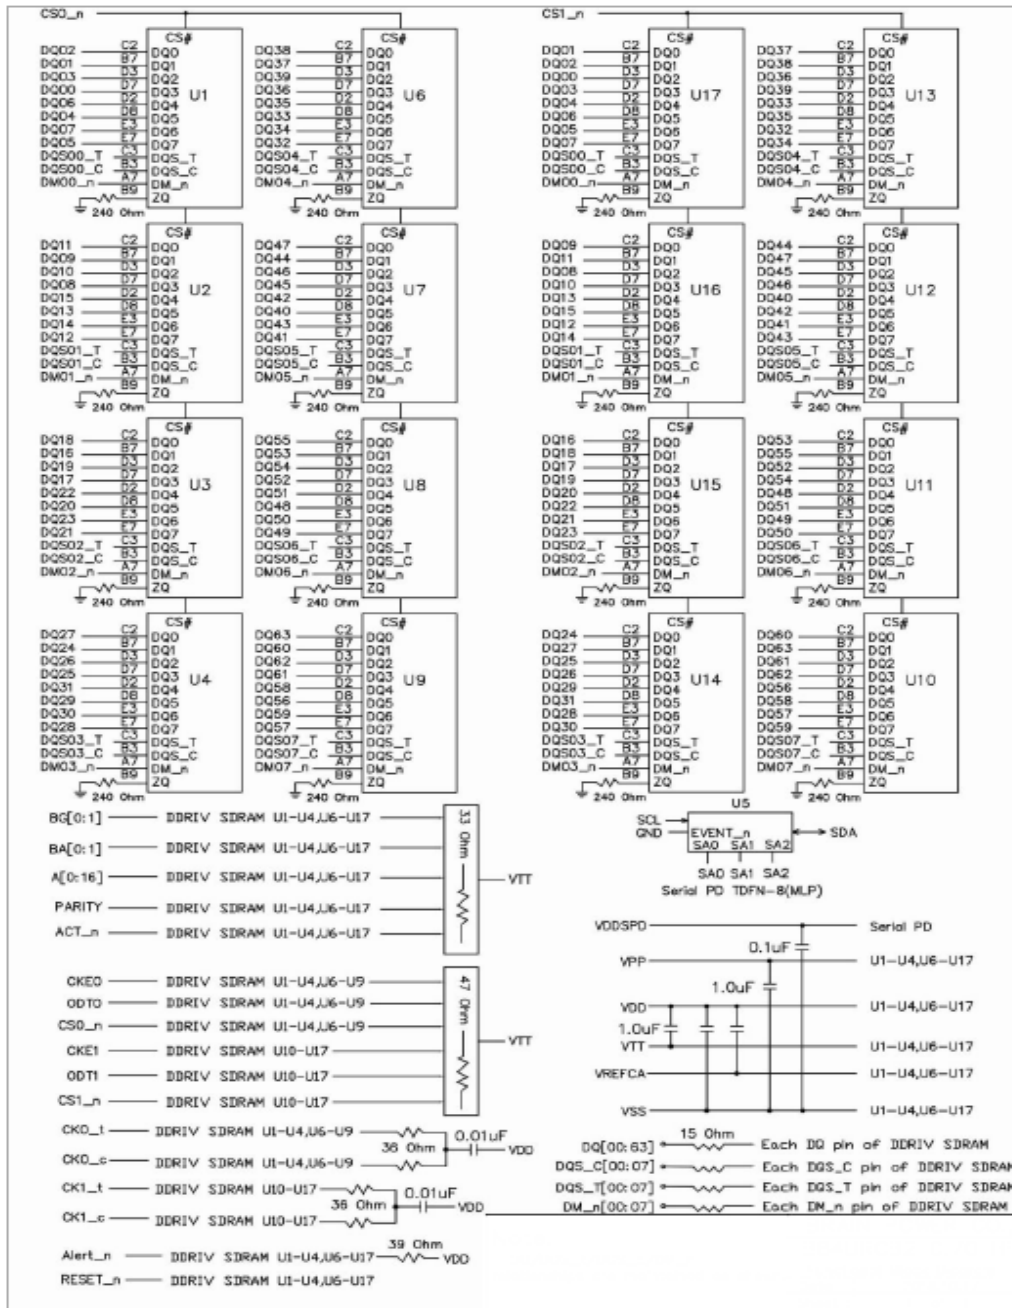 CS0_n
CS#
DQ02 C2 DQ0
DQ01 B7 DQ1
DQ03 D3 DQ2
DQ00 D7 DQ3 U1
DQ06 D2 DQ4
DQ04 D8 DQ5
DQ07 E3 DQ6
DQ05 E7 DQ7
DQS00_T C3 DQS_T
DQS00_C B3 DQS_C
DM00_n A7 DM_n
B9 ZQ
240 Ohm
CS#
DQ38 C2 DQ0
DQ37 B7 DQ1
DQ39 D3 DQ2
DQ36 D7 DQ3 U6
DQ35 D2 DQ4
DQ33 D8 DQ5
DQ34 E3 DQ6
DQ32 E7 DQ7
DQS04_T C3 DQS_T
DQS04_C B3 DQS_C
DM04_n A7 DM_n
B9 ZQ
240 Ohm
CS#
DQ11 C2 DQ0
DQ09 B7 DQ1
DQ10 D3 DQ2
DQ08 D7 DQ3 U2
DQ15 D2 DQ4
DQ13 D8 DQ5
DQ14 E3 DQ6
DQ12 E7 DQ7
DQS01_T C3 DQS_T
DQS01_C B3 DQS_C
DM01_n A7 DM_n
B9 ZQ
240 Ohm
CS#
DQ47 C2 DQ0
DQ44 B7 DQ1
DQ46 D3 DQ2
DQ45 D7 DQ3 U7
DQ42 D2 DQ4
DQ40 D8 DQ5
DQ43 E3 DQ6
DQ41 E7 DQ7
DQS05_T C3 DQS_T
DQS05_C B3 DQS_C
DM05_n A7 DM_n
B9 ZQ
240 Ohm
CS#
DQ18 C2 DQ0
DQ16 B7 DQ1
DQ19 D3 DQ2
DQ17 D7 DQ3 U3
DQ22 D2 DQ4
DQ20 D8 DQ5
DQ23 E3 DQ6
DQ21 E7 DQ7
DQS02_T C3 DQS_T
DQS02_C B3 DQS_C
DM02_n A7 DM_n
B9 ZQ
240 Ohm
CS#
DQ55 C2 DQ0
DQ53 B7 DQ1
DQ54 D3 DQ2
DQ52 D7 DQ3 U8
DQ51 D2 DQ4
DQ48 D8 DQ5
DQ50 E3 DQ6
DQ49 E7 DQ7
DQS06_T C3 DQS_T
DQS06_C B3 DQS_C
DM06_n A7 DM_n
B9 ZQ
240 Ohm
CS#
DQ27 C2 DQ0
DQ24 B7 DQ1
DQ26 D3 DQ2
DQ25 D7 DQ3 U4
DQ31 D2 DQ4
DQ29 D8 DQ5
DQ30 E3 DQ6
DQ28 E7 DQ7
DQS03_T C3 DQS_T
DQS03_C B3 DQS_C
DM03_n A7 DM_n
B9 ZQ
240 Ohm
CS#
DQ63 C2 DQ0
DQ60 B7 DQ1
DQ62 D3 DQ2
DQ61 D7 DQ3 U9
DQ58 D2 DQ4
DQ56 D8 DQ5
DQ59 E3 DQ6
DQ57 E7 DQ7
DQS07_T C3 DQS_T
DQS07_C B3 DQS_C
DM07_n A7 DM_n
B9 ZQ
240 Ohm
CS1_n
CS#
DQ01 C2 DQ0
DQ02 B7 DQ1
DQ00 D3 DQ2
DQ03 D7 DQ3 U17
DQ04 D2 DQ4
DQ06 D8 DQ5
DQ05 E3 DQ6
DQ07 E7 DQ7
DQS00_T C3 DQS_T
DQS00_C B3 DQS_C
DM00_n A7 DM_n
B9 ZQ
240 Ohm
CS#
DQ37 C2 DQ0
DQ38 B7 DQ1
DQ36 D3 DQ2
DQ39 D7 DQ3 U13
DQ33 D2 DQ4
DQ35 D8 DQ5
DQ32 E3 DQ6
DQ34 E7 DQ7
DQS04_T C3 DQS_T
DQS04_C B3 DQS_C
DM04_n A7 DM_n
B9 ZQ
240 Ohm
CS#
DQ09 C2 DQ0
DQ11 B7 DQ1
DQ08 D3 DQ2
DQ10 D7 DQ3 U16
DQ13 D2 DQ4
DQ15 D8 DQ5
DQ12 E3 DQ6
DQ14 E7 DQ7
DQS01_T C3 DQS_T
DQS01_C B3 DQS_C
DM01_n A7 DM_n
B9 ZQ
240 Ohm
CS#
DQ44 C2 DQ0
DQ47 B7 DQ1
DQ45 D3 DQ2
DQ46 D7 DQ3 U12
DQ40 D2 DQ4
DQ42 D8 DQ5
DQ41 E3 DQ6
DQ43 E7 DQ7
DQS05_T C3 DQS_T
DQS05_C B3 DQS_C
DM05_n A7 DM_n
B9 ZQ
240 Ohm
CS#
DQ16 C2 DQ0
DQ18 B7 DQ1
DQ17 D3 DQ2
DQ19 D7 DQ3 U15
DQ20 D2 DQ4
DQ22 D8 DQ5
DQ21 E3 DQ6
DQ23 E7 DQ7
DQS02_T C3 DQS_T
DQS02_C B3 DQS_C
DM02_n A7 DM_n
B9 ZQ
240 Ohm
CS#
DQ53 C2 DQ0
DQ55 B7 DQ1
DQ52 D3 DQ2
DQ54 D7 DQ3 U11
DQ48 D2 DQ4
DQ51 D8 DQ5
DQ49 E3 DQ6
DQ50 E7 DQ7
DQS06_T C3 DQS_T
DQS06_C B3 DQS_C
DM06_n A7 DM_n
B9 ZQ
240 Ohm
CS#
DQ24 C2 DQ0
DQ27 B7 DQ1
DQ25 D3 DQ2
DQ26 D7 DQ3 U14
DQ29 D2 DQ4
DQ31 D8 DQ5
DQ28 E3 DQ6
DQ30 E7 DQ7
DQS03_T C3 DQS_T
DQS03_C B3 DQS_C
DM03_n A7 DM_n
B9 ZQ
240 Ohm
CS#
DQ60 C2 DQ0
DQ63 B7 DQ1
DQ61 D3 DQ2
DQ62 D7 DQ3 U10
DQ56 D2 DQ4
DQ58 D8 DQ5
DQ57 E3 DQ6
DQ59 E7 DQ7
DQS07_T C3 DQS_T
DQS07_C B3 DQS_C
DM07_n A7 DM_n
B9 ZQ
240 Ohm
BG[0:1] DDRIV SDRAM U1-U4,U6-U17
BA[0:1] DDRIV SDRAM U1-U4,U6-U17
A[0:16] DDRIV SDRAM U1-U4,U6-U17
PARITY DDRIV SDRAM U1-U4,U6-U17
ACT_n DDRIV SDRAM U1-U4,U6-U17
33 Ohm
VTT
CKE0 DDRIV SDRAM U1-U4,U6-U9
ODT0 DDRIV SDRAM U1-U4,U6-U9
CS0_n DDRIV SDRAM U1-U4,U6-U9
CKE1 DDRIV SDRAM U10-U17
ODT1 DDRIV SDRAM U10-U17
CS1_n DDRIV SDRAM U10-U17
47 Ohm
VTT
CK0_t DDRIV SDRAM U1-U4,U6-U9
36 Ohm 0.01uF VDD
CK0_c DDRIV SDRAM U1-U4,U6-U9
CK1_t DDRIV SDRAM U10-U17
36 Ohm 0.01uF VDD
CK1_c DDRIV SDRAM U10-U17
Alert_n DDRIV SDRAM U1-U4,U6-U17 39 Ohm VDD
RESET_n DDRIV SDRAM U1-U4,U6-U17
U5
SCL
GND EVENT_n SDA
SA0 SA1 SA2
SA0 SA1 SA2
Serial PD TDFN-8(MLP)
VDDSPD Serial PD
0.1uF
VPP U1-U4,U6-U17
1.0uF
VDD U1-U4,U6-U17
1.0uF
VTT U1-U4,U6-U17
VREFCA U1-U4,U6-U17
VSS U1-U4,U6-U17
15 Ohm
DQ[00:63] Each DQ pin of DDRIV SDRAM
DQS_C[00:07] Each DQS_C pin of DDRIV SDRAM
DQS_T[00:07] Each DQS_T pin of DDRIV SDRAM
DM_n[00:07] Each DM_n pin of DDRIV SDRAM